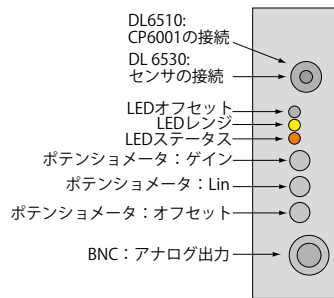 DL6510:
CP6001の接続
DL 6530:
センサの接続
LEDオフセット
LEDレンジ
LEDステータス
ポテンショメータ：ゲイン
ポテンショメータ：Lin
ポテンショメータ：オフセット
BNC：アナログ出力